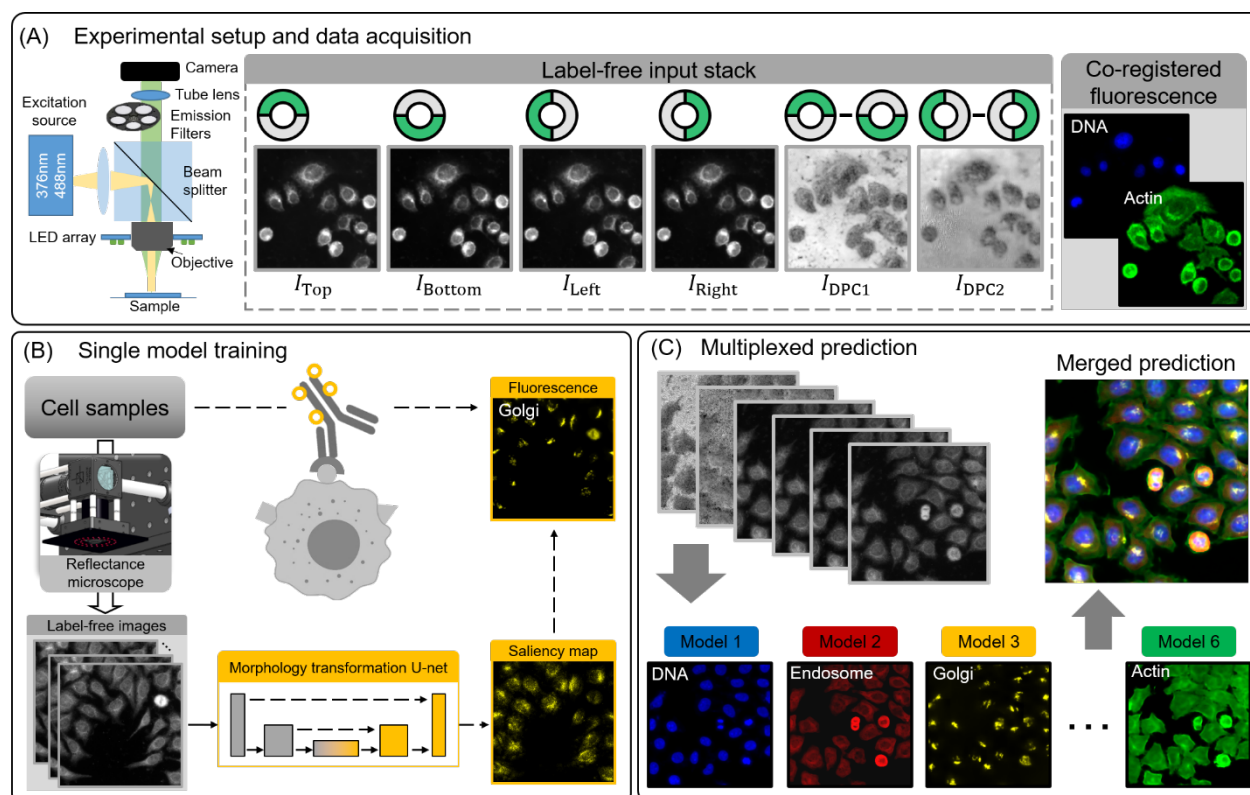 (A) Experimental setup and data acquisition
Camera
Tube lens
Excitation
source
Emission
Filters
376nm
488nm
Beam
splitter
LED array
Objective
Sample
Label-free input stack
I_Top
I_Bottom
I_Left
I_Right
I_DPC1
I_DPC2
Co-registered
fluorescence
DNA
Actin
(B) Single model training
Cell samples
Reflectance
microscope
Label-free images
Morphology transformation U-net
Fluorescence
Golgi
Saliency map
(C) Multiplexed prediction
Merged prediction
Model 1
DNA
Model 2
Endosome
Model 3
Golgi
...
Model 6
Actin